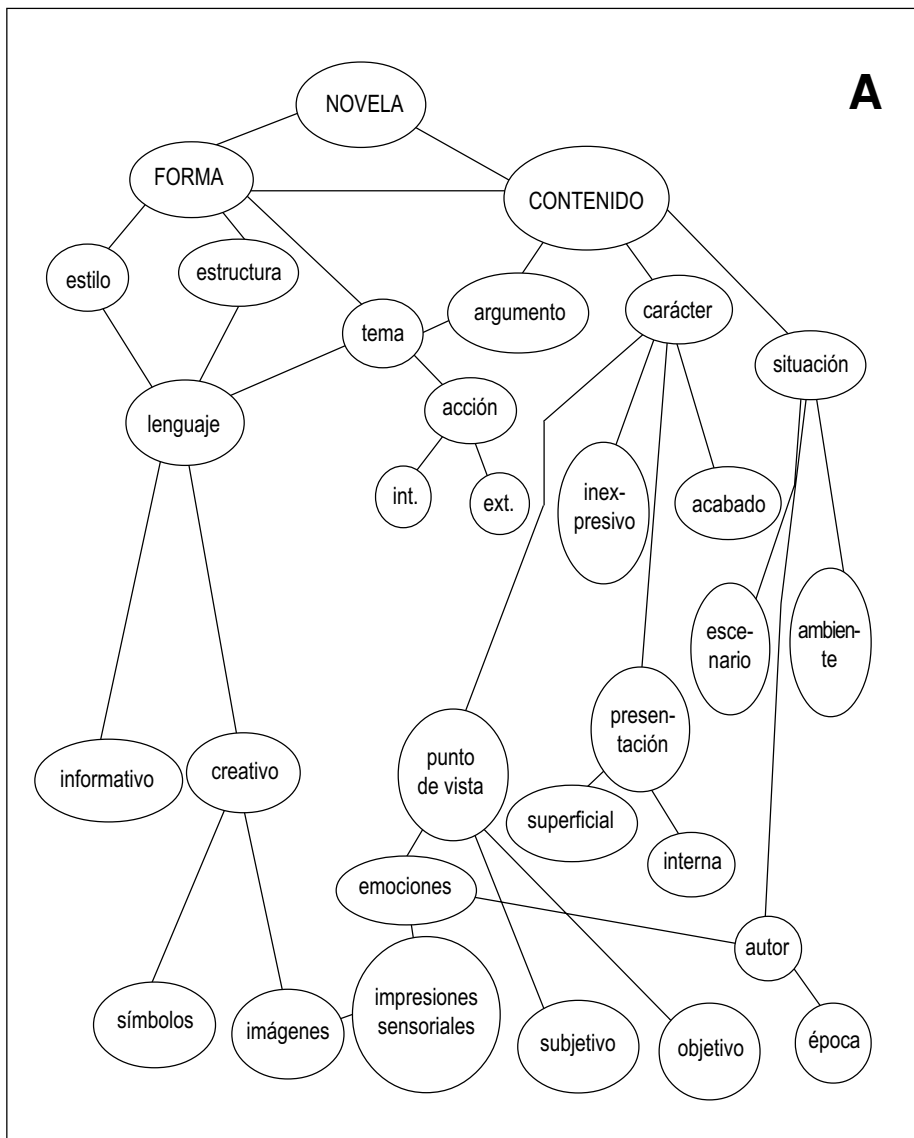 A
NOVELA
FORMA
CONTENIDO
estilo
estructura
tema
argumento
carácter
situación
lenguaje
acción
int.
ext.
inex-
presivo
acabado
esce-
nario
ambien-
te
informativo
creativo
punto
de vista
presen-
tación
superficial
interna
emociones
autor
símbolos
imágenes
impresiones
sensoriales
subjetivo
objetivo
época